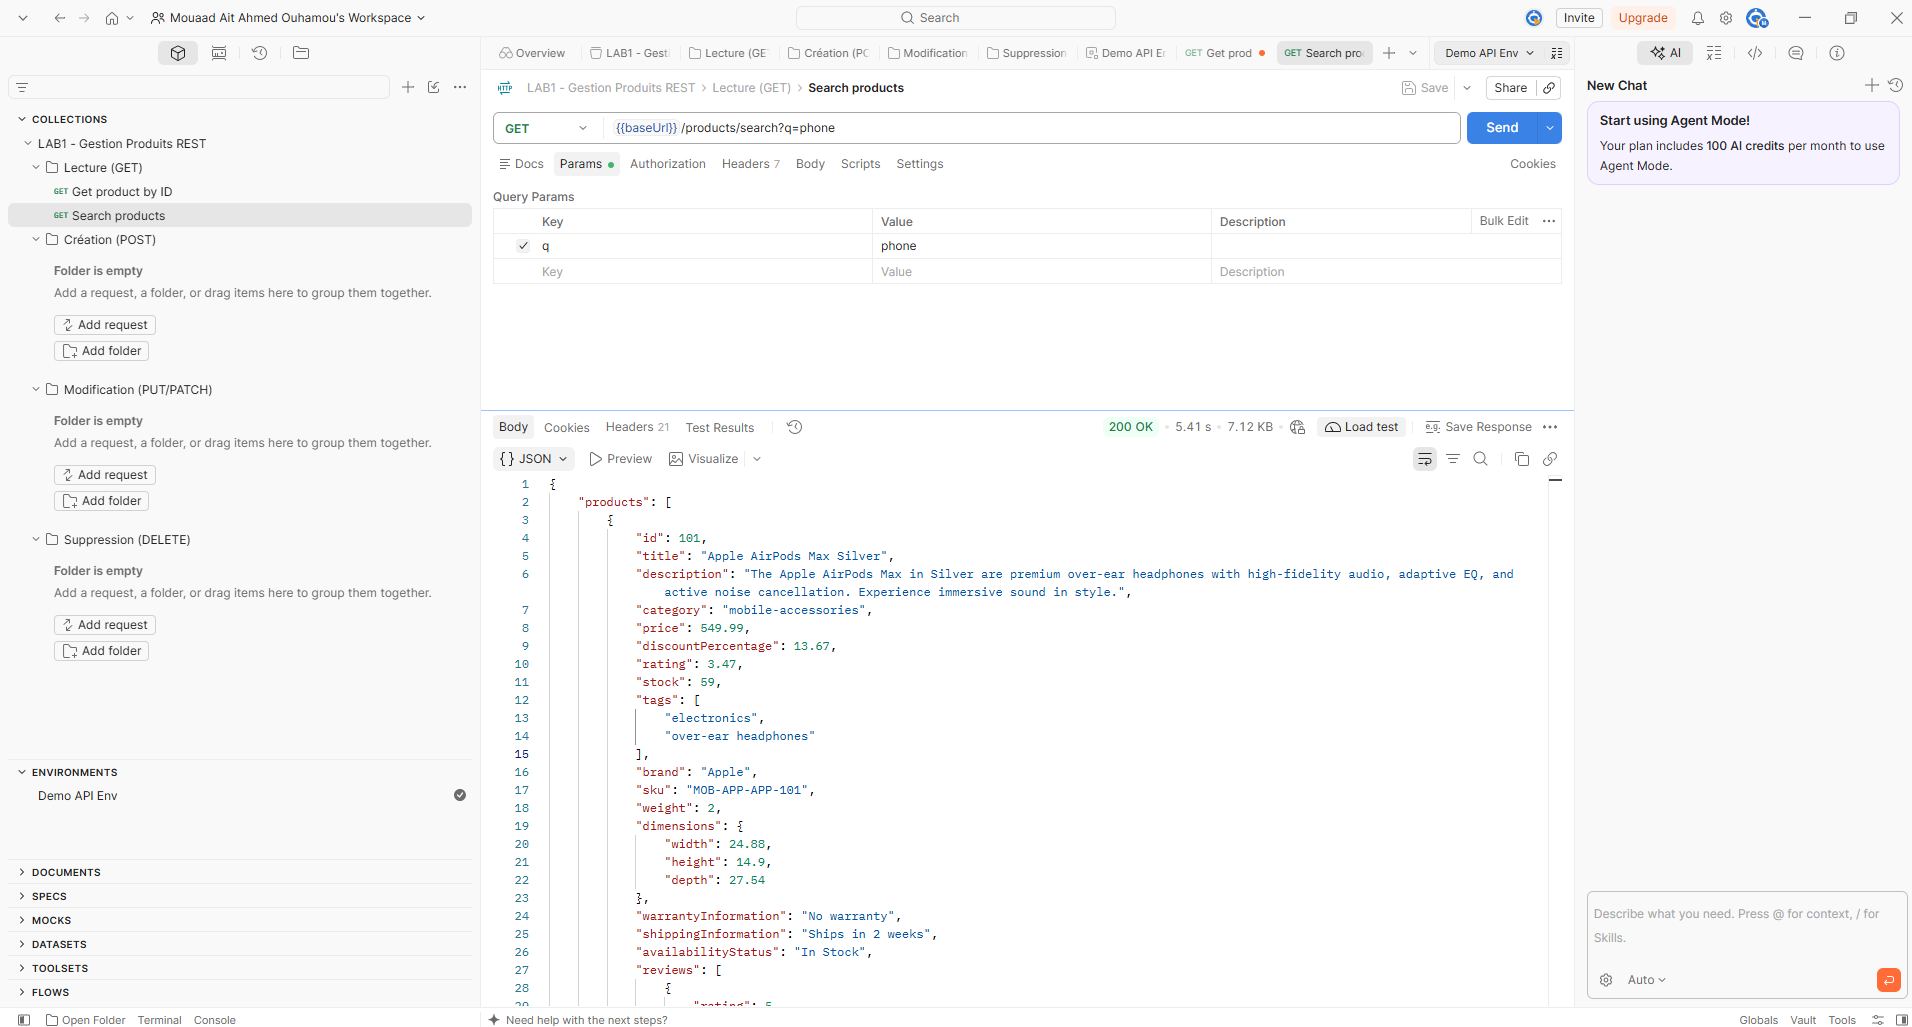 Mouaad Ait Ahmed Ouhamou's Workspace
Search
Invite
Upgrade
Overview
LAB1 - Gesti
Lecture (GE
Création (PC
Modification
Suppression
Demo API E
GET Get prod
GET Search pro
Demo API Env
AI
COLLECTIONS
LAB1 - Gestion Produits REST
Lecture (GET)
GET Get product by ID
GET Search products
Création (POST)
Folder is empty
Add a request, a folder, or drag items here to group them together.
Add request
Add folder
Modification (PUT/PATCH)
Folder is empty
Add a request, a folder, or drag items here to group them together.
Add request
Add folder
Suppression (DELETE)
Folder is empty
Add a request, a folder, or drag items here to group them together.
Add request
Add folder
ENVIRONMENTS
Demo API Env
DOCUMENTS
SPECS
MOCKS
DATASETS
TOOLSETS
FLOWS
HTTP LAB1 - Gestion Produits REST > Lecture (GET) > Search products
Save
Share
GET
{{baseUrl}} /products/search?q=phone
Send
Docs Params Authorization Headers 7 Body Scripts Settings
Cookies
Query Params
Key Value Description Bulk Edit
q phone
Key Value Description
Body Cookies Headers 21 Test Results
200 OK • 5.41 s • 7.12 KB •
Load test
e.g. Save Response
{} JSON Preview Visualize
1 {
2 "products": [
3 {
4 "id": 101,
5 "title": "Apple AirPods Max Silver",
6 "description": "The Apple AirPods Max in Silver are premium over-ear headphones with high-fidelity audio, adaptive EQ, and
active noise cancellation. Experience immersive sound in style.",
7 "category": "mobile-accessories",
8 "price": 549.99,
9 "discountPercentage": 13.67,
10 "rating": 3.47,
11 "stock": 59,
12 "tags": [
13 "electronics",
14 "over-ear headphones"
15 ],
16 "brand": "Apple",
17 "sku": "MOB-APP-APP-101",
18 "weight": 2,
19 "dimensions": {
20 "width": 24.88,
21 "height": 14.9,
22 "depth": 27.54
23 },
24 "warrantyInformation": "No warranty",
25 "shippingInformation": "Ships in 2 weeks",
26 "availabilityStatus": "In Stock",
27 "reviews": [
28 {
29 "rating": 5
New Chat
Start using Agent Mode!
Your plan includes 100 AI credits per month to use
Agent Mode.
Describe what you need. Press @ for context, / for
Skills.
Auto
Open Folder Terminal Console
Need help with the next steps?
Globals Vault Tools